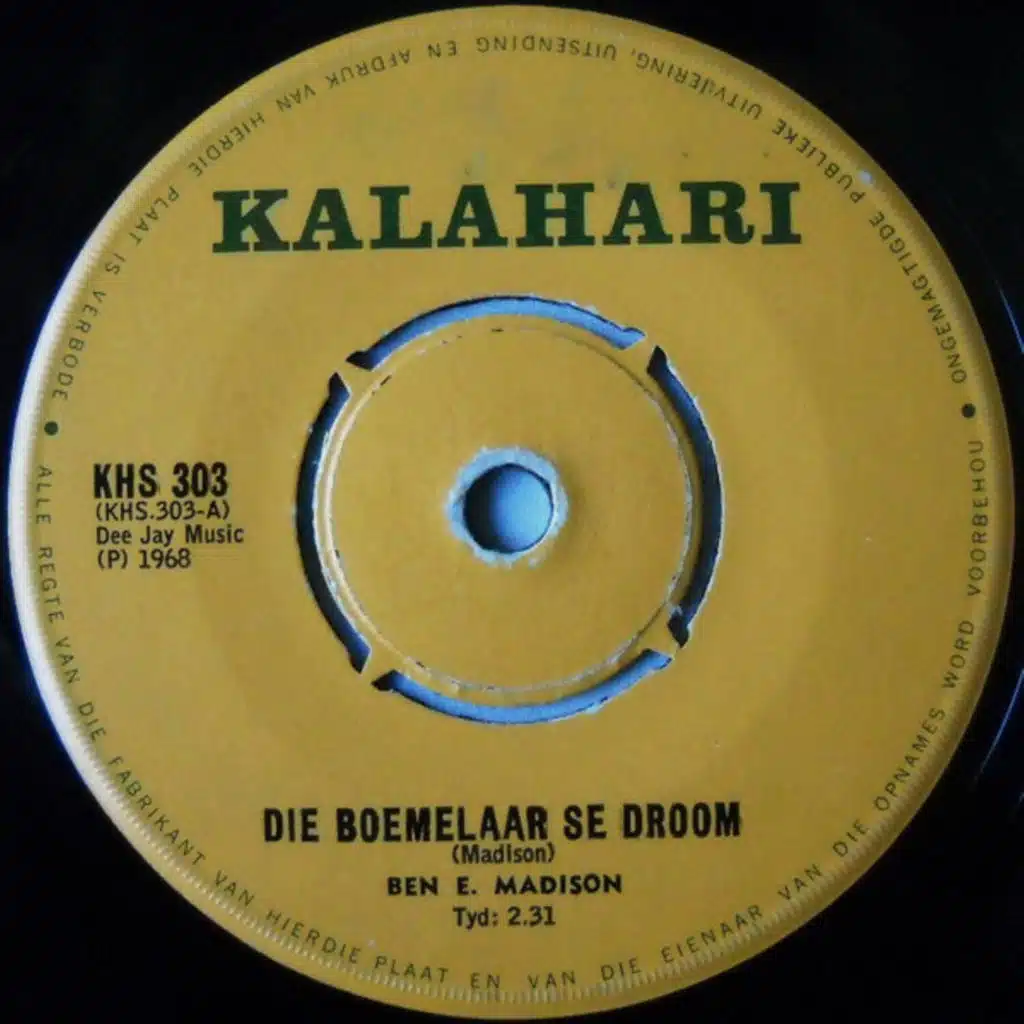 KALAHARI
KHS 303
(KHS.303-A)
Dee Jay Music
(P) 1968
DIE BOEMELAAR SE DROOM
(Madison)
BEN E. MADISON
Tyd: 2.31
ALLE REGTE VAN DIE FABRIKANT VAN HIERDIE PLAAT EN VAN DIE EIENAAR VAN DIE OPNAMES WORD VOORBEHOU • ONGEMAGTIGDE PUBLIEKE UITVOERING, UITSENDING EN AFDRUK VAN HIERDIE PLAAT IS VERBODE •